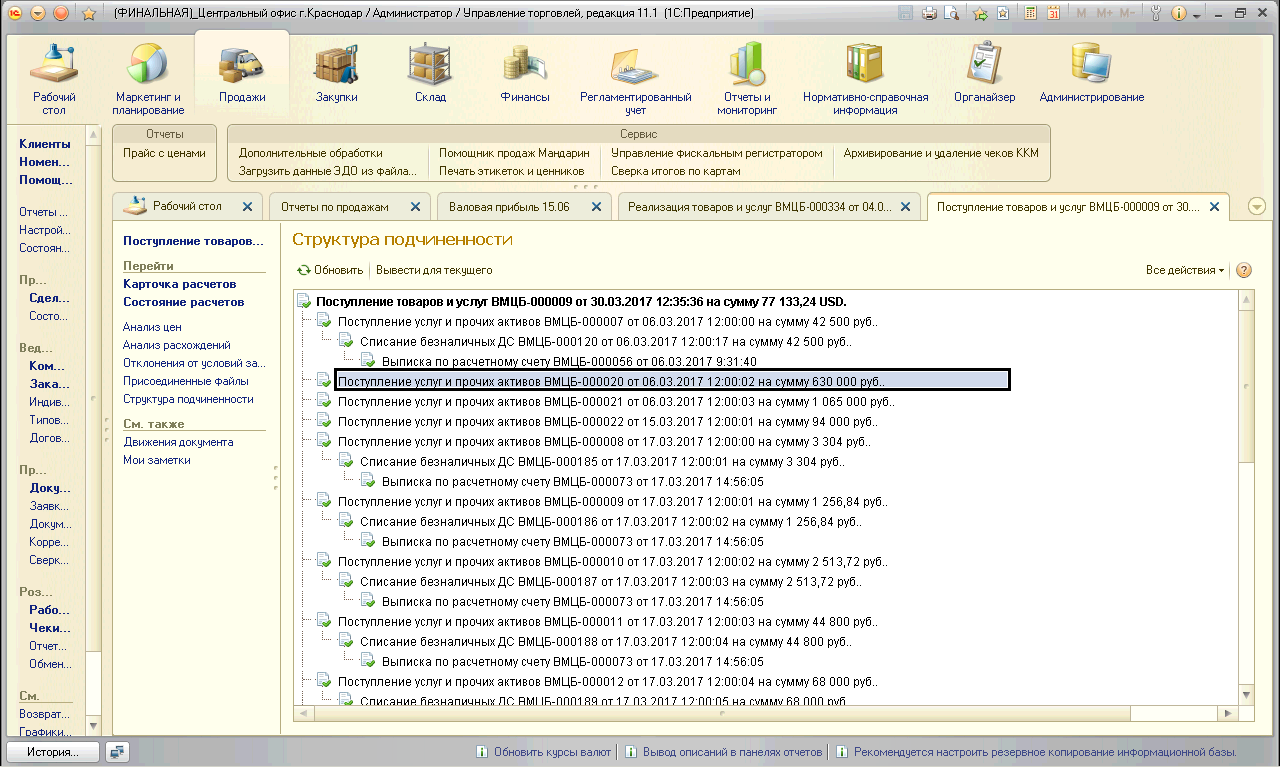 (ФИНАЛЬНАЯ)_Центральный офис г.Краснодар / Администратор / Управление торговлей, редакция 11.1 (1С:Предприятие)
M M+ M-
Рабочий стол
Маркетинг и планирование
Продажи
Закупки
Склад
Финансы
Регламентированный учет
Отчеты и мониторинг
Нормативно-справочная информация
Органайзер
Администрирование
Клиенты
Номен...
Помощ...
Отчеты ...
Настрой...
Состоян...
Пр...
Сдел...
Состо...
Вед...
Ком...
Зака...
Индив...
Типов...
Догов...
Пр...
Доку...
Заявк...
Докум...
Корре...
Сверк...
Роз...
Рабо...
Чеки...
Отчет...
Обмен...
См.
Возврат...
Графики...
Отчеты
Прайс с ценами
Сервис
Дополнительные обработки
Помощник продаж Мандарин
Управление фискальным регистратором
Архивирование и удаление чеков ККМ
Загрузить данные ЭДО из файла...
Печать этикеток и ценников
Сверка итогов по картам
Рабочий стол
Отчеты по продажам
Валовая прибыль 15.06
Реализация товаров и услуг ВМЦБ-000334 от 04.0...
Поступление товаров и услуг ВМЦБ-000009 от 30....
Поступление товаров...
Перейти
Карточка расчетов
Состояние расчетов
Анализ цен
Анализ расхождений
Отклонения от условий за...
Присоединенные файлы
Структура подчиненности
См. также
Движения документа
Мои заметки
Структура подчиненности
Обновить
Вывести для текущего
Все действия
Поступление товаров и услуг ВМЦБ-000009 от 30.03.2017 12:35:36 на сумму 77 133,24 USD.
Поступление услуг и прочих активов ВМЦБ-000007 от 06.03.2017 12:00:00 на сумму 42 500 руб..
Списание безналичных ДС ВМЦБ-000120 от 06.03.2017 12:00:17 на сумму 42 500 руб..
Выписка по расчетному счету ВМЦБ-000056 от 06.03.2017 9:31:40
Поступление услуг и прочих активов ВМЦБ-000020 от 06.03.2017 12:00:02 на сумму 630 000 руб..
Поступление услуг и прочих активов ВМЦБ-000021 от 06.03.2017 12:00:03 на сумму 1 065 000 руб..
Поступление услуг и прочих активов ВМЦБ-000022 от 15.03.2017 12:00:01 на сумму 94 000 руб..
Поступление услуг и прочих активов ВМЦБ-000008 от 17.03.2017 12:00:00 на сумму 3 304 руб..
Списание безналичных ДС ВМЦБ-000185 от 17.03.2017 12:00:01 на сумму 3 304 руб..
Выписка по расчетному счету ВМЦБ-000073 от 17.03.2017 14:56:05
Поступление услуг и прочих активов ВМЦБ-000009 от 17.03.2017 12:00:01 на сумму 1 256,84 руб..
Списание безналичных ДС ВМЦБ-000186 от 17.03.2017 12:00:02 на сумму 1 256,84 руб..
Выписка по расчетному счету ВМЦБ-000073 от 17.03.2017 14:56:05
Поступление услуг и прочих активов ВМЦБ-000010 от 17.03.2017 12:00:02 на сумму 2 513,72 руб..
Списание безналичных ДС ВМЦБ-000187 от 17.03.2017 12:00:03 на сумму 2 513,72 руб..
Выписка по расчетному счету ВМЦБ-000073 от 17.03.2017 14:56:05
Поступление услуг и прочих активов ВМЦБ-000011 от 17.03.2017 12:00:03 на сумму 44 800 руб..
Списание безналичных ДС ВМЦБ-000188 от 17.03.2017 12:00:04 на сумму 44 800 руб..
Выписка по расчетному счету ВМЦБ-000073 от 17.03.2017 14:56:05
Поступление услуг и прочих активов ВМЦБ-000012 от 17.03.2017 12:00:04 на сумму 68 000 руб..
Списание безналичных ДС ВМЦБ-000189 от 17.03.2017 12:00:05 на сумму 68 000 руб..
История...
Обновить курсы валют
Вывод описаний в панелях отчетов
Рекомендуется настроить резервное копирование информационной базы.